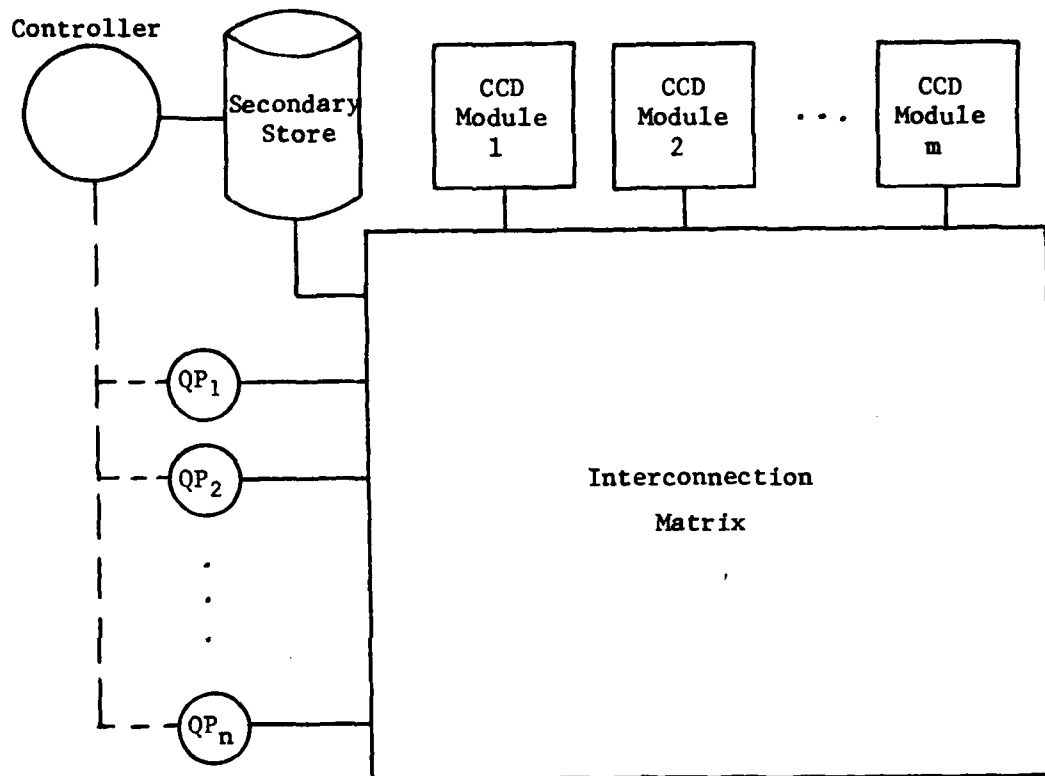 Controller
Secondary
Store
CCD
Module
1
CCD
Module
2
...
CCD
Module
m
QP1
QP2
QPn
Interconnection
Matrix